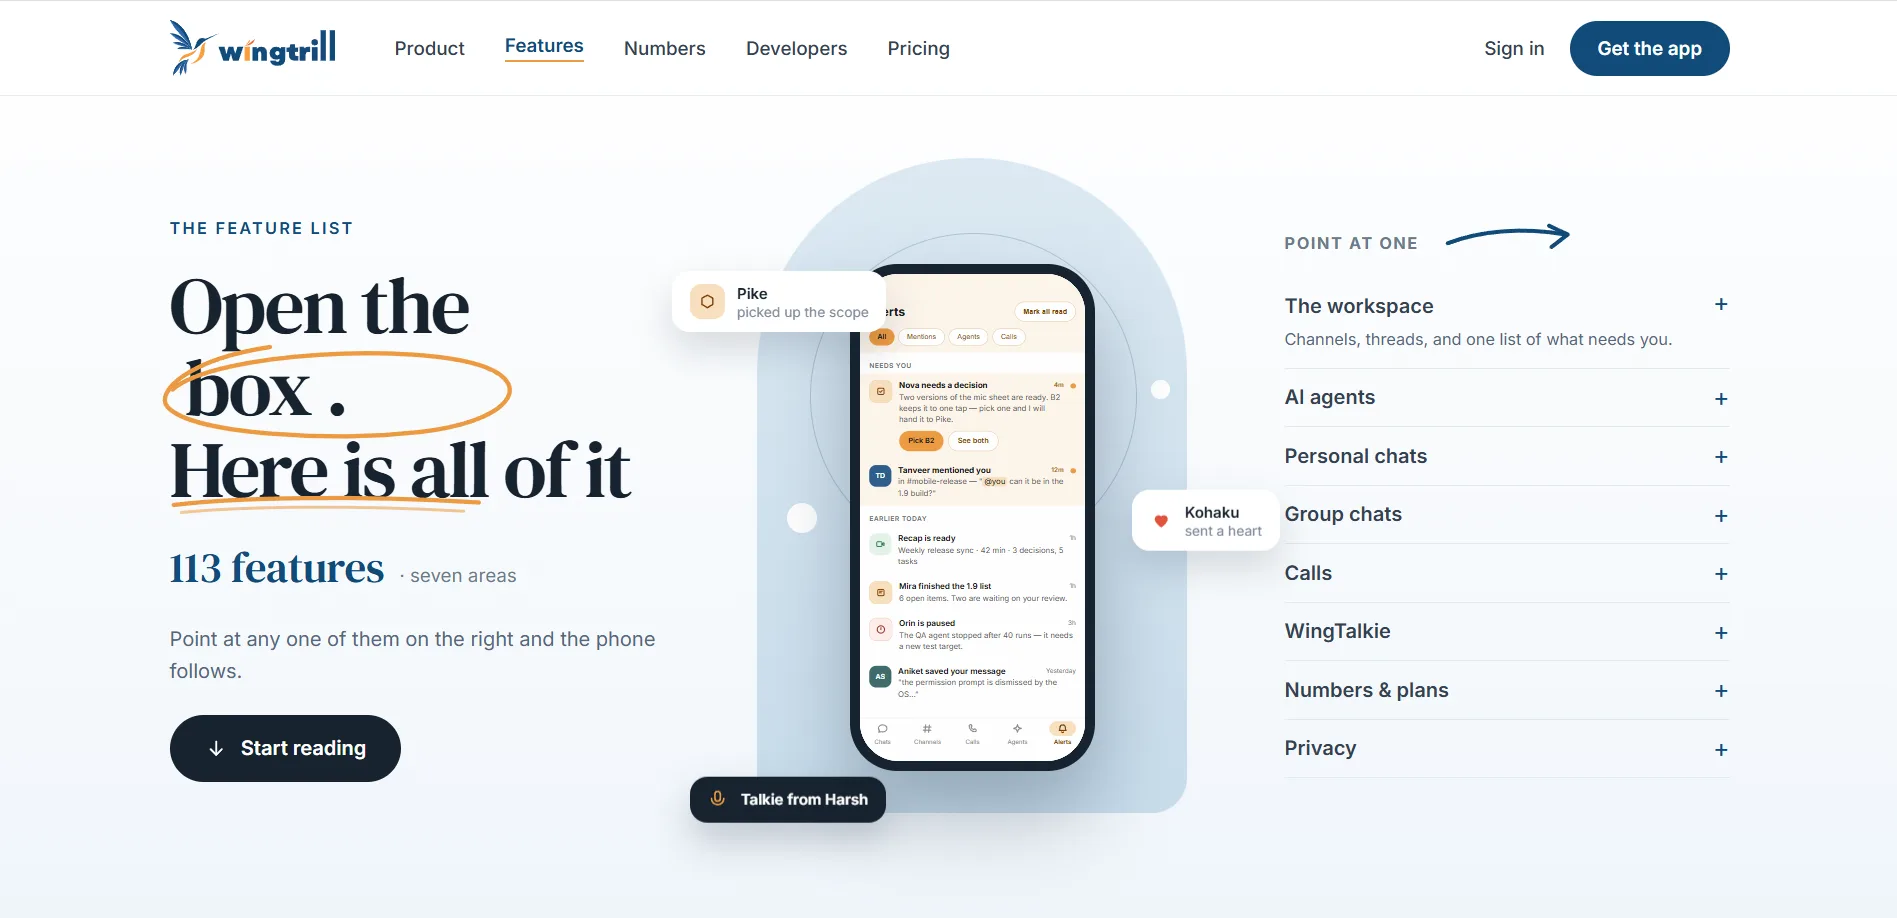 wingtrill
Product
Features
Numbers
Developers
Pricing
Sign in
Get the app
THE FEATURE LIST
Open the
box .
Here is all of it
113 features · seven areas
Point at any one of them on the right and the phone
follows.
Start reading
Pike
picked up the scope
erts
Mark all read
All
Mentions
Agents
Calls
NEEDS YOU
Nova needs a decision 4m
Two versions of the mic sheet are ready. B2
keeps it to one tap — pick one and I will
hand it to Pike.
Pick B2
See both
TD
Tanveer mentioned you 12m
in #mobile-release — "@you can it be in the
1.9 build?"
EARLIER TODAY
Recap is ready 1h
Weekly release sync · 42 min · 3 decisions, 5
tasks
Mira finished the 1.9 list 1h
6 open items. Two are waiting on your review.
Orin is paused 3h
The QA agent stopped after 40 runs — it needs
a new test target.
AS
Aniket saved your message Yesterday
"the permission prompt is dismissed by the
OS…"
Chats
Channels
Calls
Agents
Alerts
Kohaku
sent a heart
Talkie from Harsh
POINT AT ONE
The workspace +
Channels, threads, and one list of what needs you.
AI agents +
Personal chats +
Group chats +
Calls +
WingTalkie +
Numbers & plans +
Privacy +